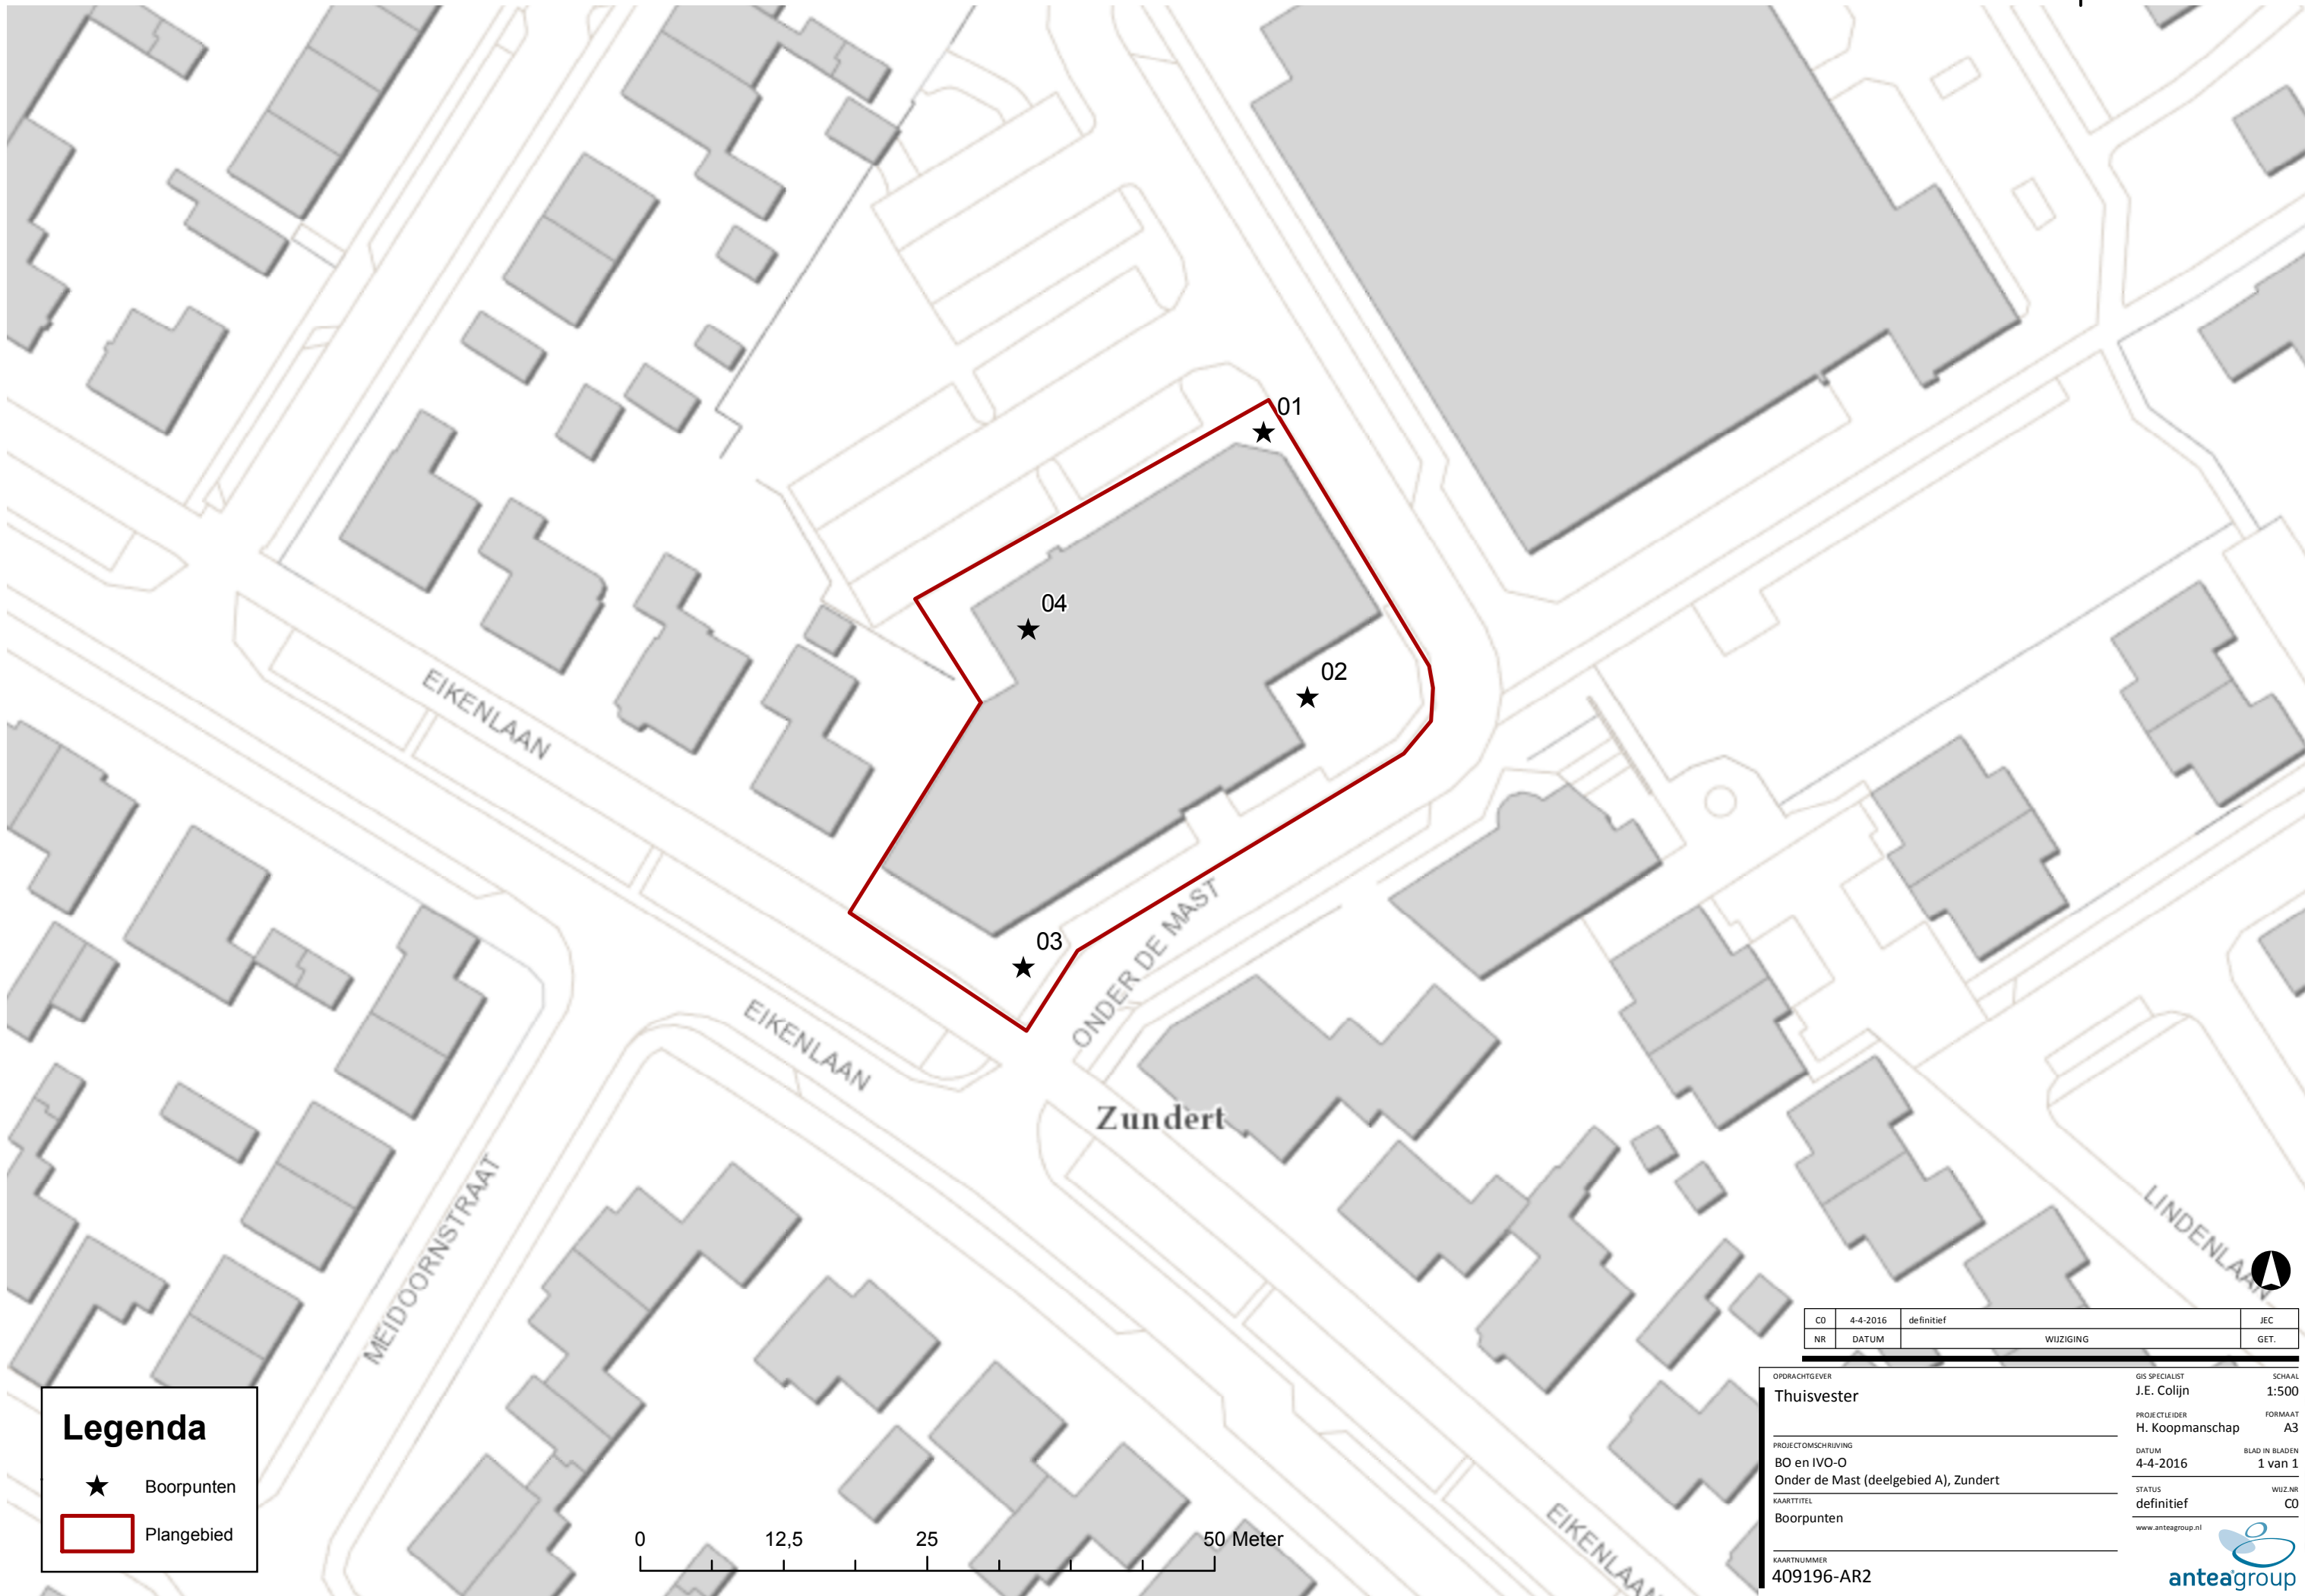 01
04
02
03
EIKENLAAN
EIKENLAAN
ONDER DE MAST
Zundert
MEIDOORNSTRAAT
LINDENLAAN
EIKENLAAN
Legenda
Boorpunten
Plangebied
0 12,5 25 50 Meter
C0 4-4-2016 definitief JEC
NR DATUM WIJZIGING GET.
OPDRACHTGEVER
Thuisvester
PROJECTOMSCHRIJVING
BO en IVO-O
Onder de Mast (deelgebied A), Zundert
KAARTTITEL
Boorpunten
KAARTNUMMER
409196-AR2
GIS SPECIALIST SCHAAL
J.E. Colijn 1:500
PROJECTLEIDER FORMAAT
H. Koopmanschap A3
DATUM BLAD IN BLADEN
4-4-2016 1 van 1
STATUS WIJZ.NR
definitief C0
www.anteagroup.nl
anteagroup